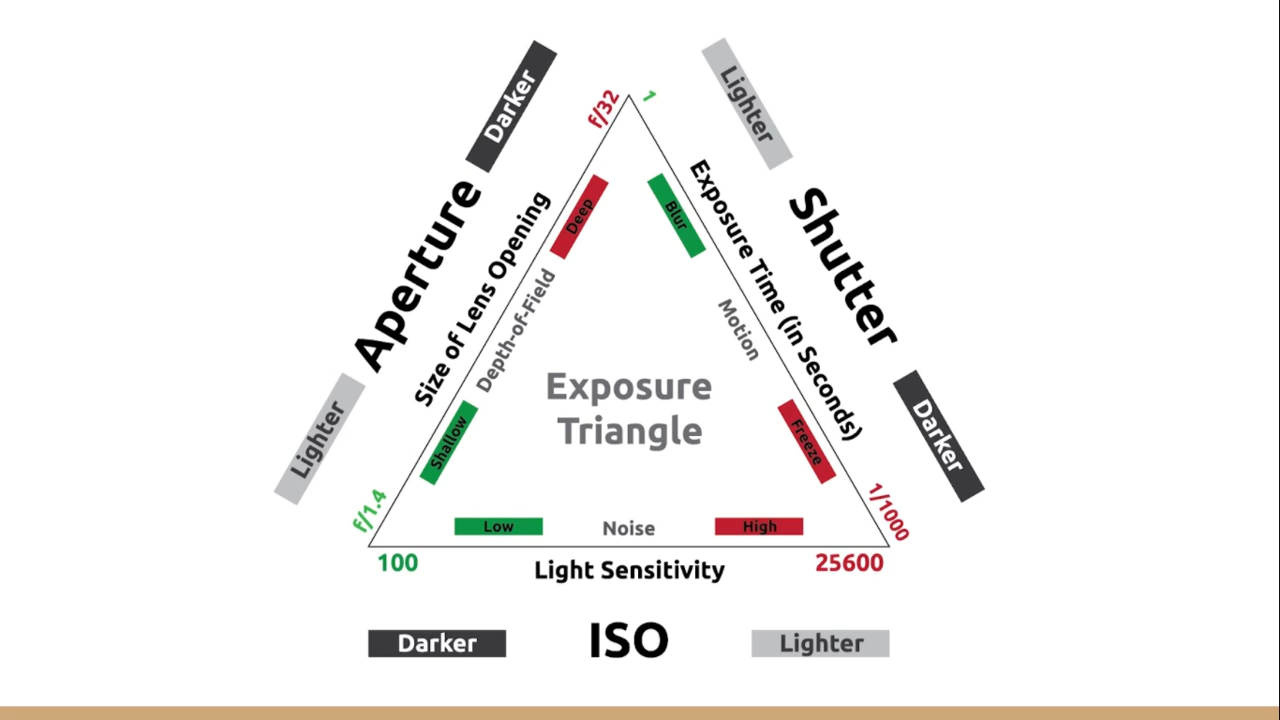 Darker
Aperture
Lighter
Size of Lens Opening
f/32
f/1.4
Deep
Depth-of-Field
Shallow
Lighter
Shutter
Darker
Exposure Time (in Seconds)
1
1/1000
Blur
Motion
Freeze
Exposure
Triangle
Low Noise High
100 25600
Light Sensitivity
Darker ISO Lighter